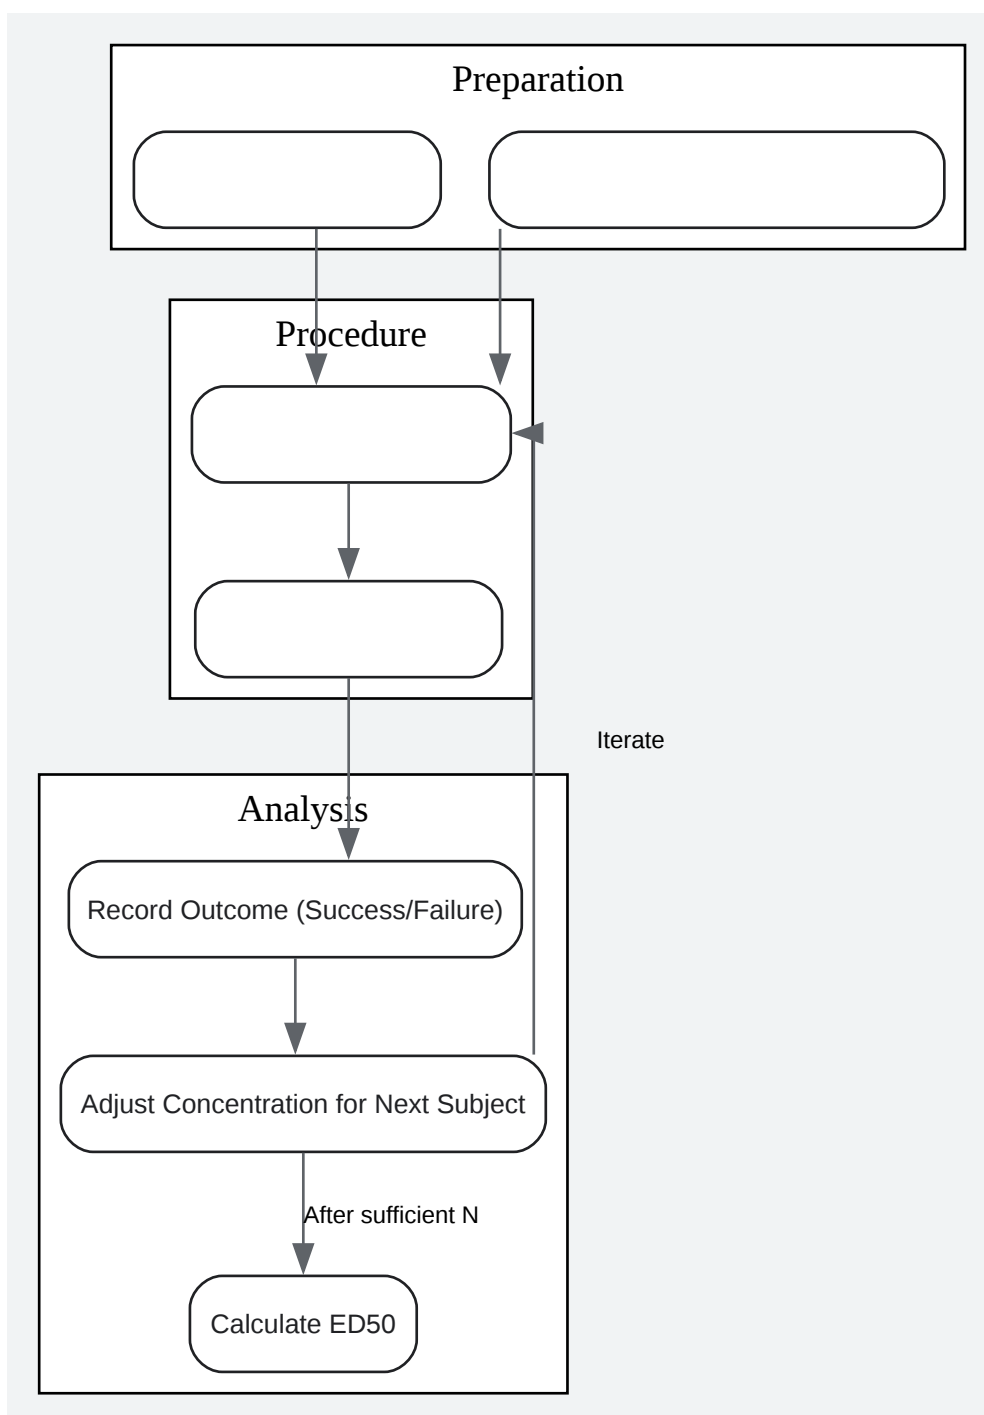 Preparation
Procedure
Iterate
Analysis
Record Outcome (Success/Failure)
Adjust Concentration for Next Subject
After sufficient N
Calculate ED50